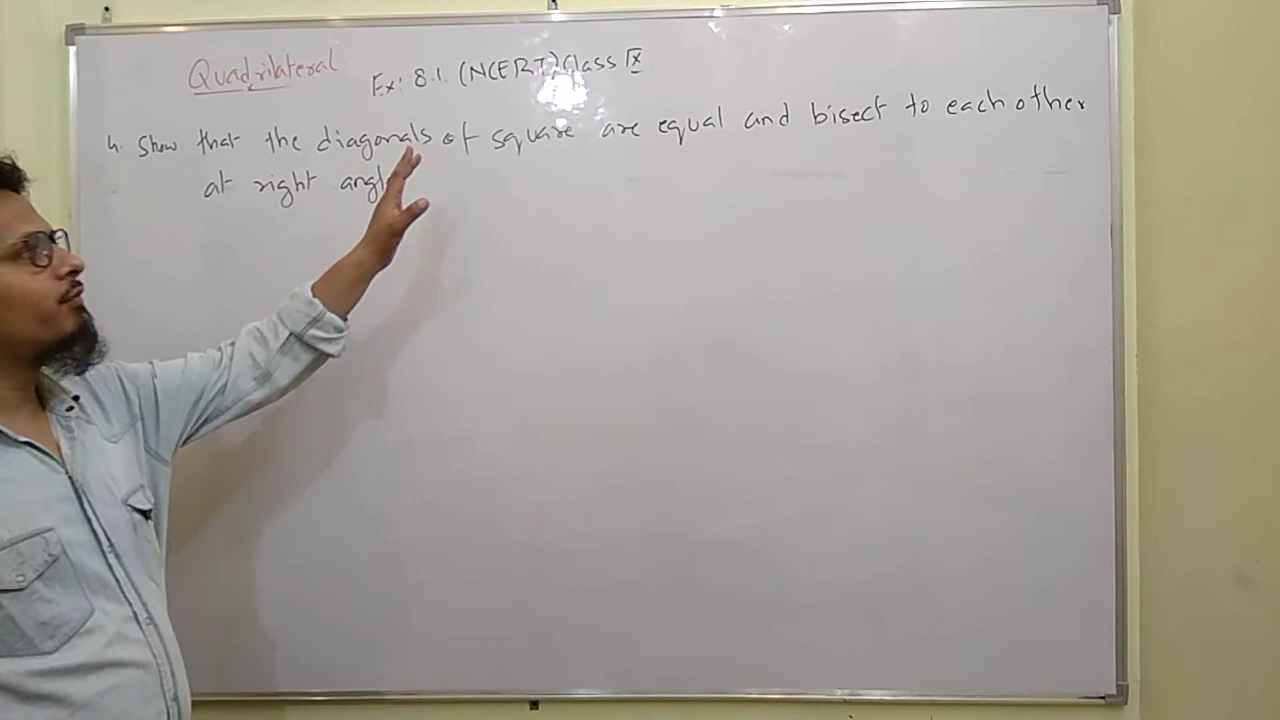 Quadrilateral
Ex: 8.1. (NCERT) Class IX
4. Show that the diagonals of square are equal and bisect to each other
at right angl